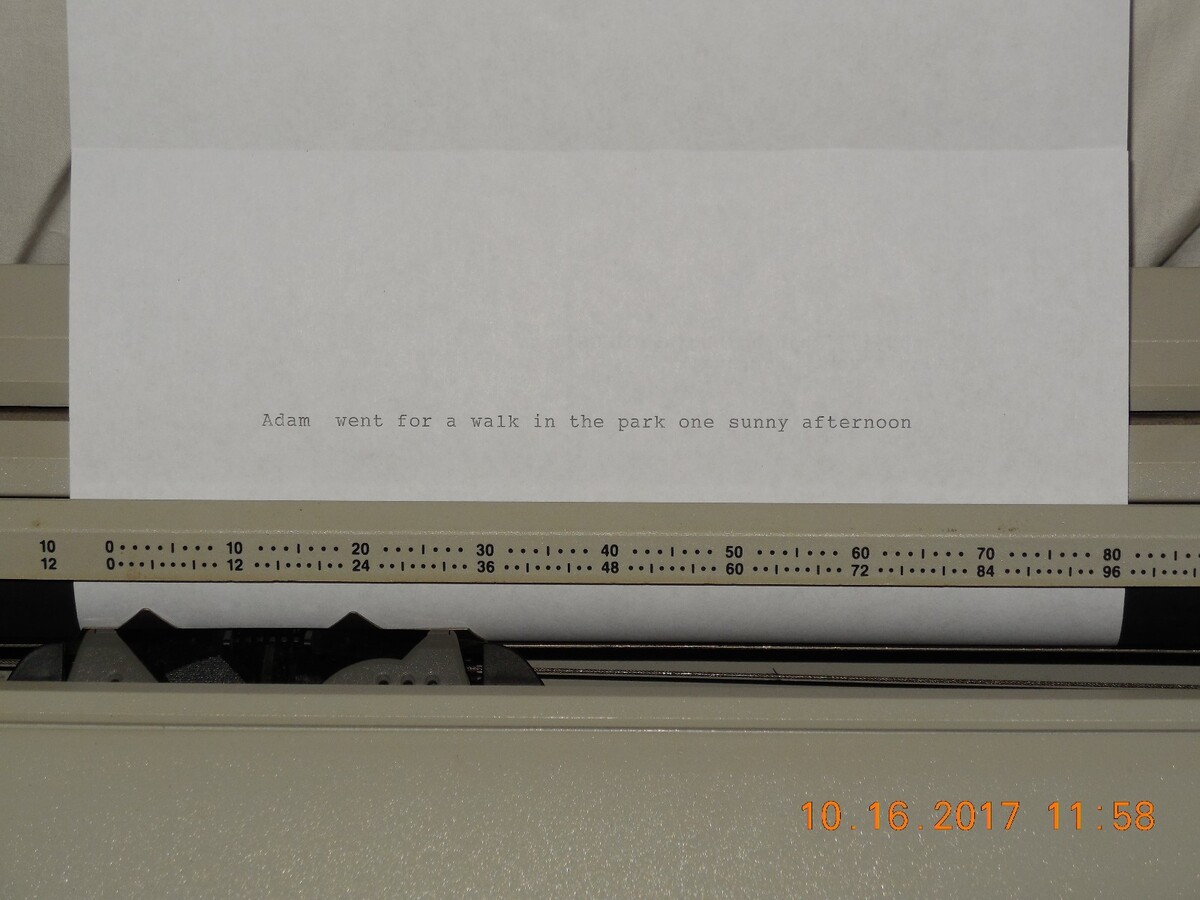 Adam  went for a walk in the park one sunny afternoon
10 0 10 20 30 40 50 60 70 80
12 0 12 24 36 48 60 72 84 96
10.16.2017 11:58